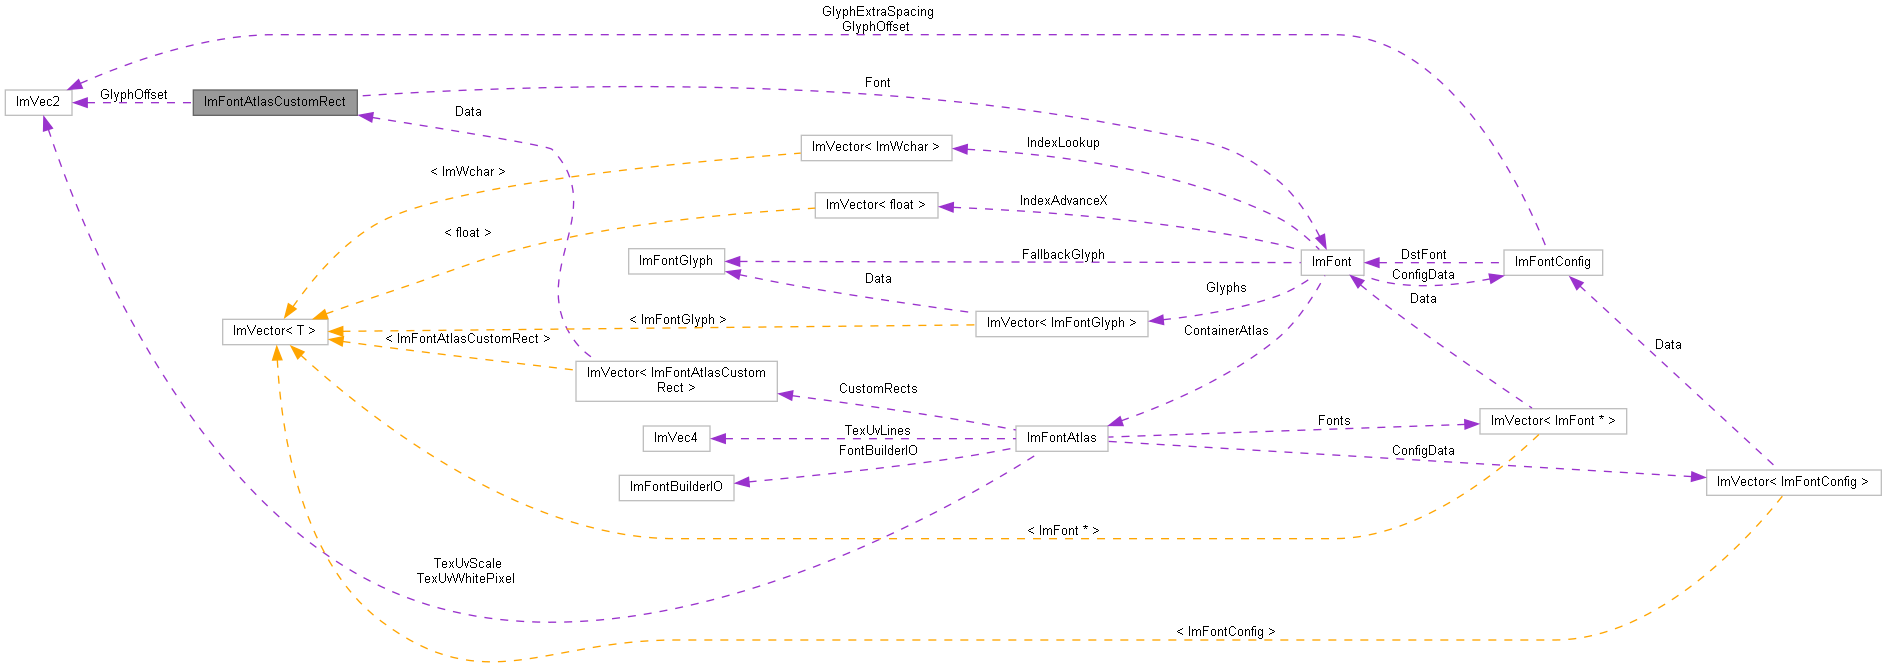 GlyphExtraSpacing
GlyphOffset
Font
ImVec2
GlyphOffset
ImFontAtlasCustomRect
Data
ImVector< ImWchar >
IndexLookup
< ImWchar >
ImVector< float >
IndexAdvanceX
< float >
ImFontGlyph
FallbackGlyph
ImFont
DstFont
ImFontConfig
ConfigData
Data
Glyphs
Data
ImVector< T >
< ImFontGlyph >
ImVector< ImFontGlyph >
ContainerAtlas
< ImFontAtlasCustomRect >
Data
ImVector< ImFontAtlasCustom
Rect >
CustomRects
ImVec4
TexUvLines
ImFontAtlas
Fonts
ImVector< ImFont * >
FontBuilderIO
ConfigData
ImFontBuilderIO
ImVector< ImFontConfig >
< ImFont * >
TexUvScale
TexUvWhitePixel
< ImFontConfig >